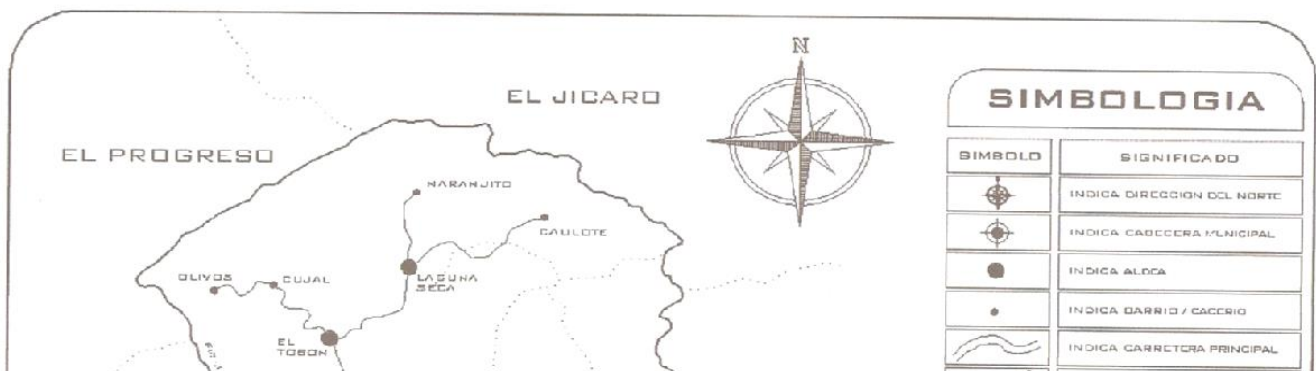 N
EL JICARO
EL PROGRESO
NARANJITO
CAULOTE
OLIVOS
CUJAL
LAGUNA
SECA
EL
TOBON
SIMBOLOGIA
SIMBOLO SIGNIFICADO
INDICA DIRECCION DEL NORTE
INDICA CABECERA MUNICIPAL
INDICA ALDEA
INDICA BARRIO / CACERIO
INDICA CARRETERA PRINCIPAL